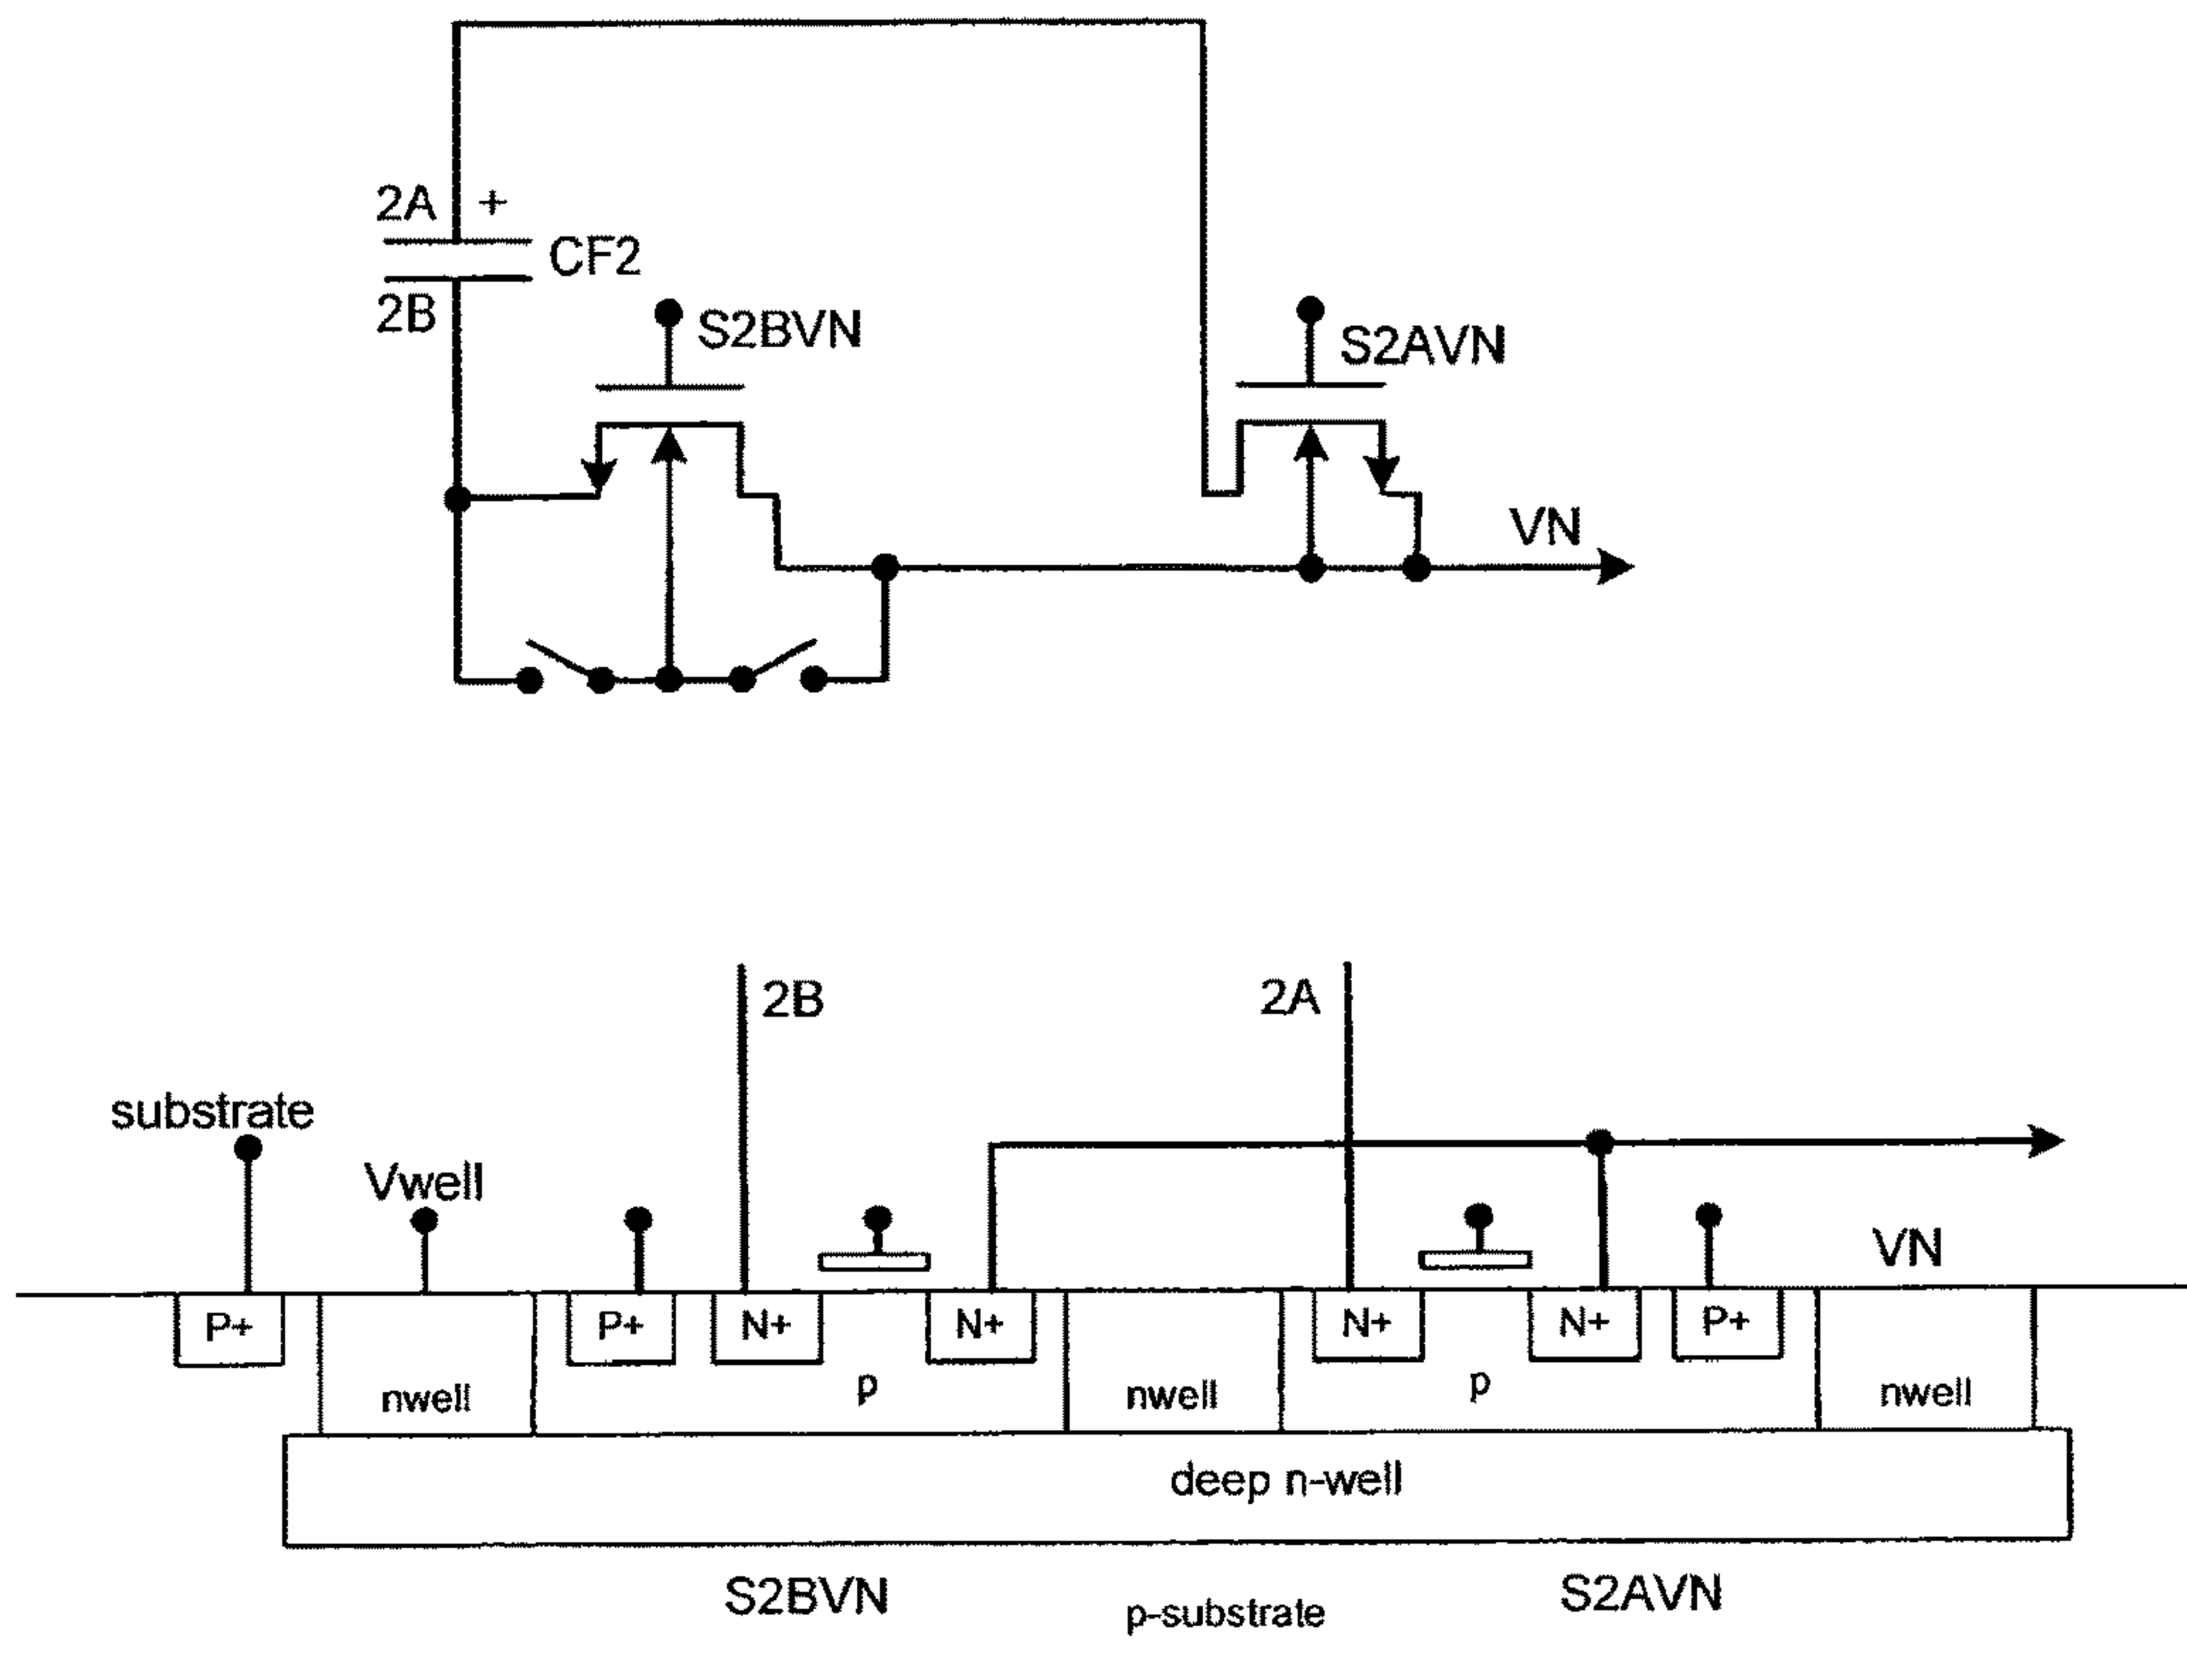 2A +
CF2
2B
S2BVN
S2AVN
VN
2B
2A
substrate
Vwell
VN
P+
P+
N+
N+
N+
N+
P+
nwell
p
nwell
p
nwell
deep n-well
S2BVN
p-substrate
S2AVN